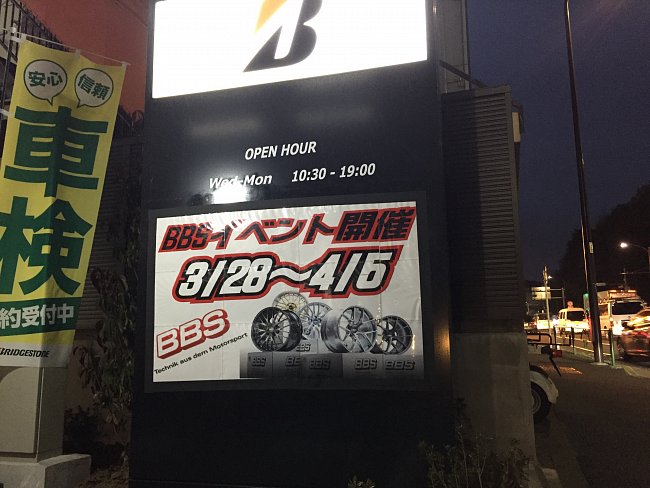 安心 信頼
車検
約受付中
BRIDGESTONE
B
OPEN HOUR
Wed-Mon 10:30 - 19:00
BBSイベント開催
3/28〜4/5
BBS
Technik aus dem Motorsport
BBS
BBS
BBS
BBS
BBS